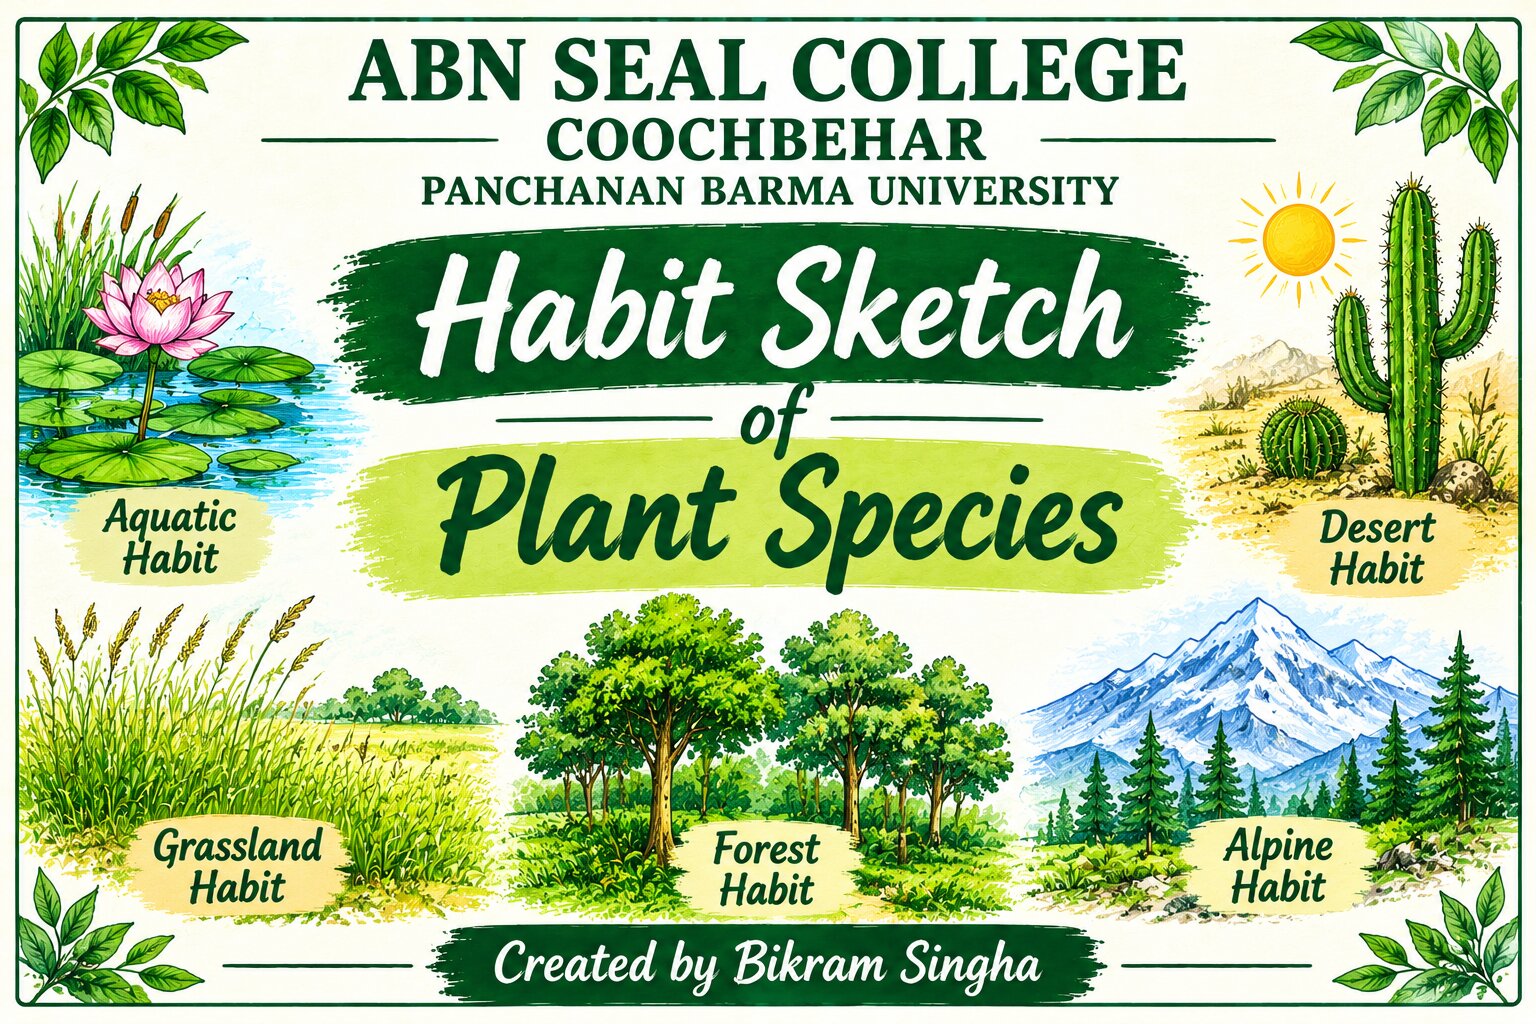 ABN SEAL COLLEGE
COOCHBEHAR
PANCHANAN BARMA UNIVERSITY
Habit Sketch
of
Plant Species
Aquatic
Habit
Desert
Habit
Grassland
Habit
Forest
Habit
Alpine
Habit
Created by Bikram Singha